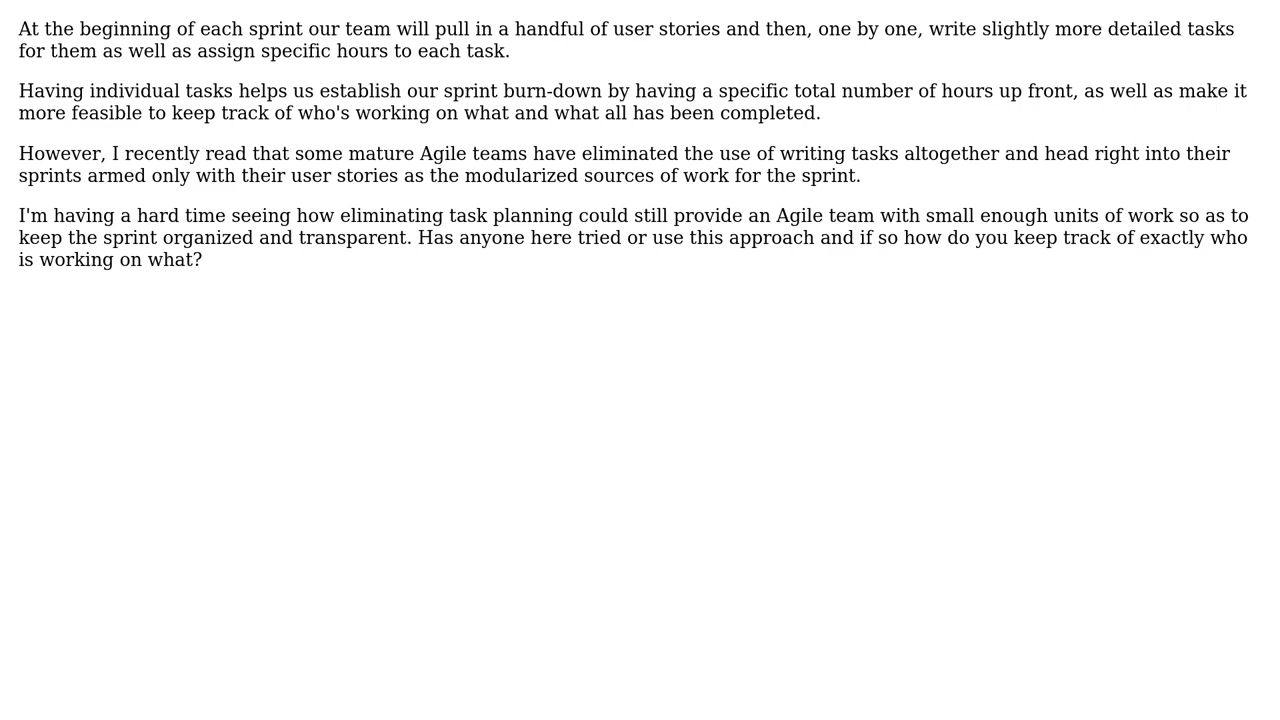 At the beginning of each sprint our team will pull in a handful of user stories and then, one by one, write slightly more detailed tasks
for them as well as assign specific hours to each task.
Having individual tasks helps us establish our sprint burn-down by having a specific total number of hours up front, as well as make it
more feasible to keep track of who's working on what and what all has been completed.
However, I recently read that some mature Agile teams have eliminated the use of writing tasks altogether and head right into their
sprints armed only with their user stories as the modularized sources of work for the sprint.
I'm having a hard time seeing how eliminating task planning could still provide an Agile team with small enough units of work so as to
keep the sprint organized and transparent. Has anyone here tried or use this approach and if so how do you keep track of exactly who
is working on what?